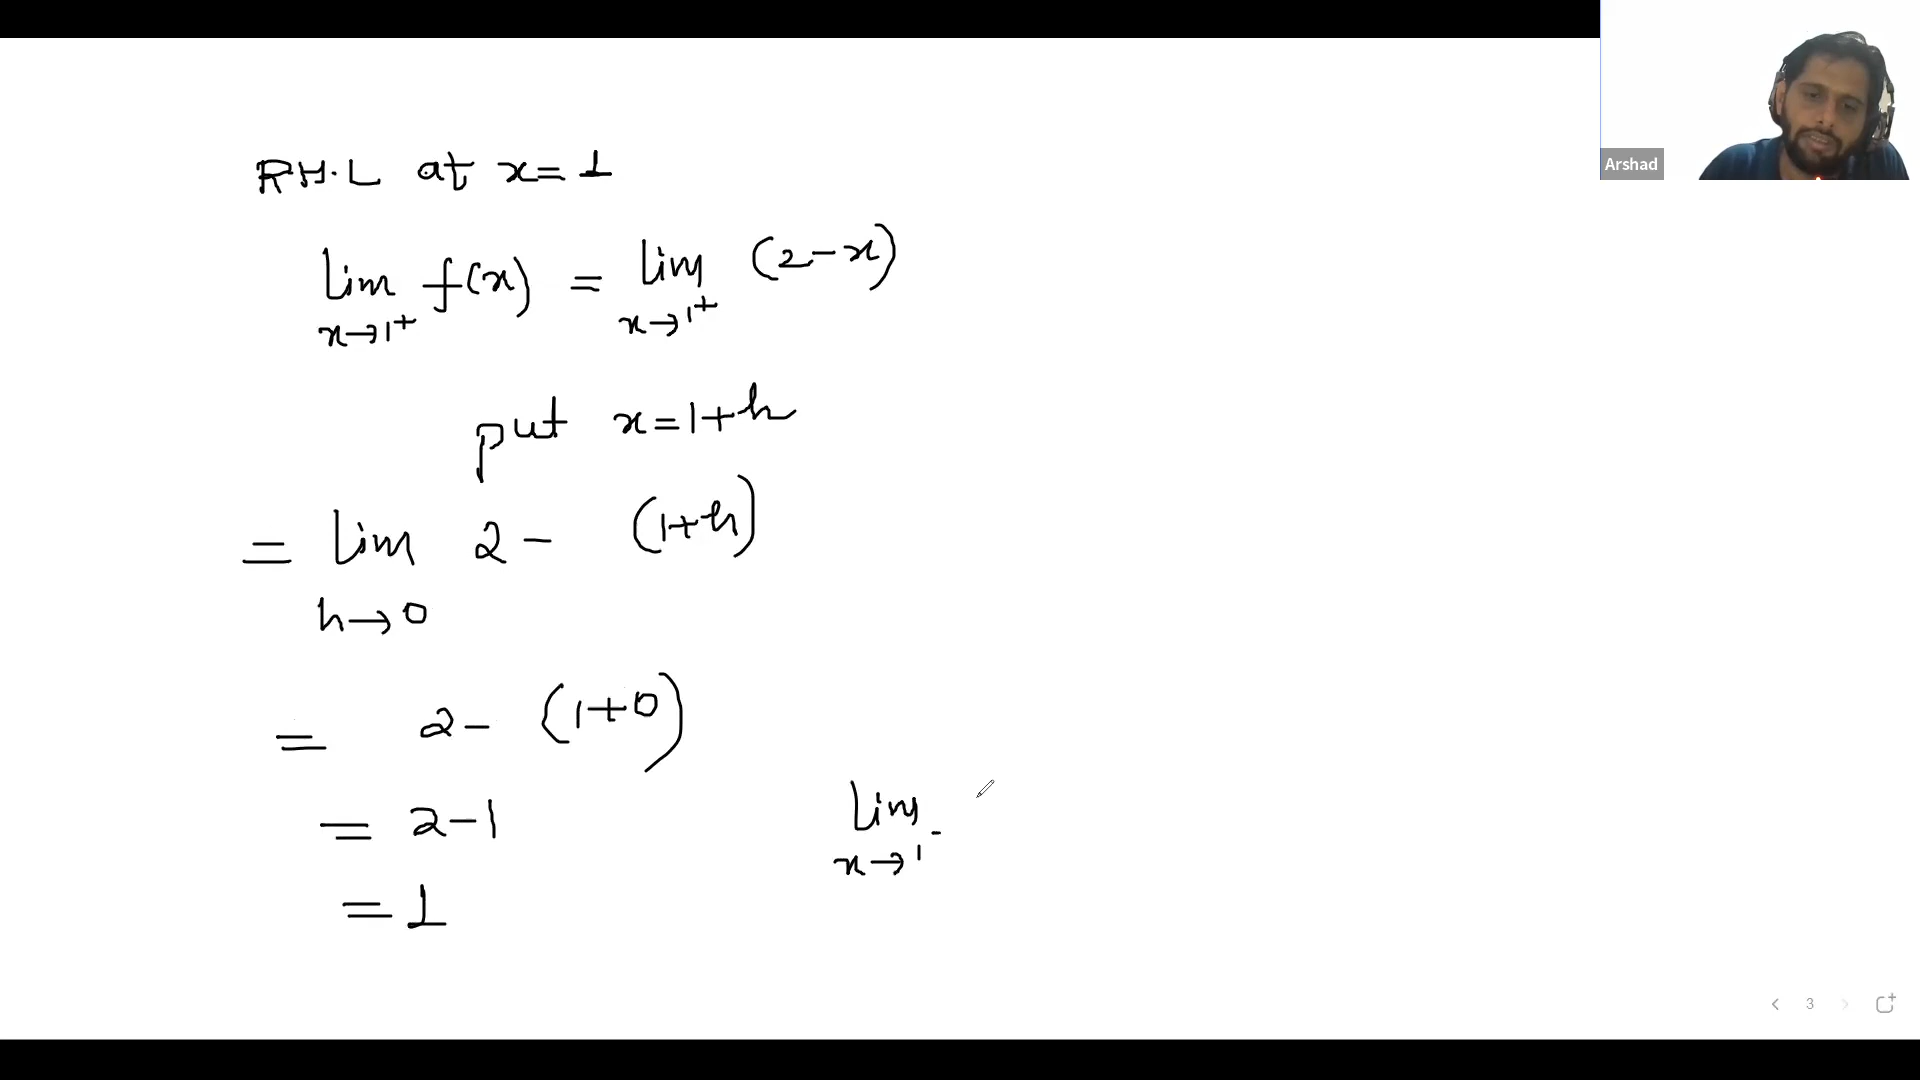 R.H.L at x=1
lim f(x) = lim (2-x)
x→1⁺ x→1⁺
put x=1+h
= lim 2- (1+h)
h→0
= 2- (1+0)
= 2-1
= 1
lim
x→1⁻
Arshad
3